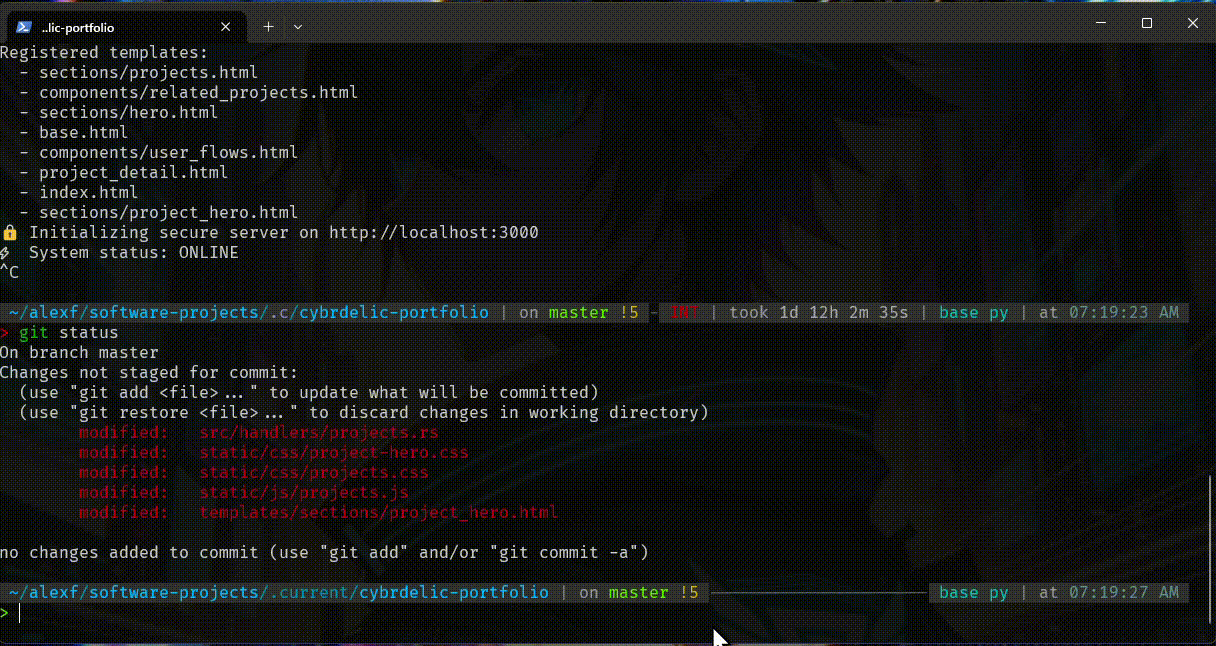 ..lic-portfolio
Registered templates:
- sections/projects.html
- components/related_projects.html
- sections/hero.html
- base.html
- components/user_flows.html
- project_detail.html
- index.html
- sections/project_hero.html
🔒 Initializing secure server on http://localhost:3000
⚡ System status: ONLINE
^C
~/alexf/software-projects/.c/cybrdelic-portfolio | on master !5 - INT | took 1d 12h 2m 35s | base py | at 07:19:23 AM
> git status
On branch master
Changes not staged for commit:
(use "git add <file>..." to update what will be committed)
(use "git restore <file>..." to discard changes in working directory)
modified: src/handlers/projects.rs
modified: static/css/project-hero.css
modified: static/css/projects.css
modified: static/js/projects.js
modified: templates/sections/project_hero.html
no changes added to commit (use "git add" and/or "git commit -a")
~/alexf/software-projects/.current/cybrdelic-portfolio | on master !5 base py | at 07:19:27 AM
>